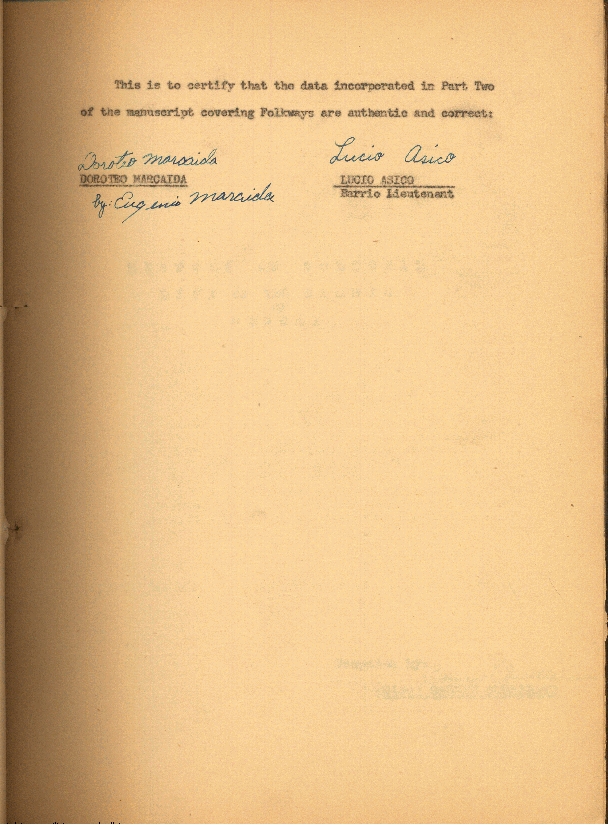 This is to certify that the data incorporated in Part Two
of the manuscript covering Folkways are authentic and correct:
Doroteo Marcaida
DOROTEO MARCAIDA
by: Eugenio Marcaida
Lucio Asico
LUCIO ASICO
Barrio Lieutenant